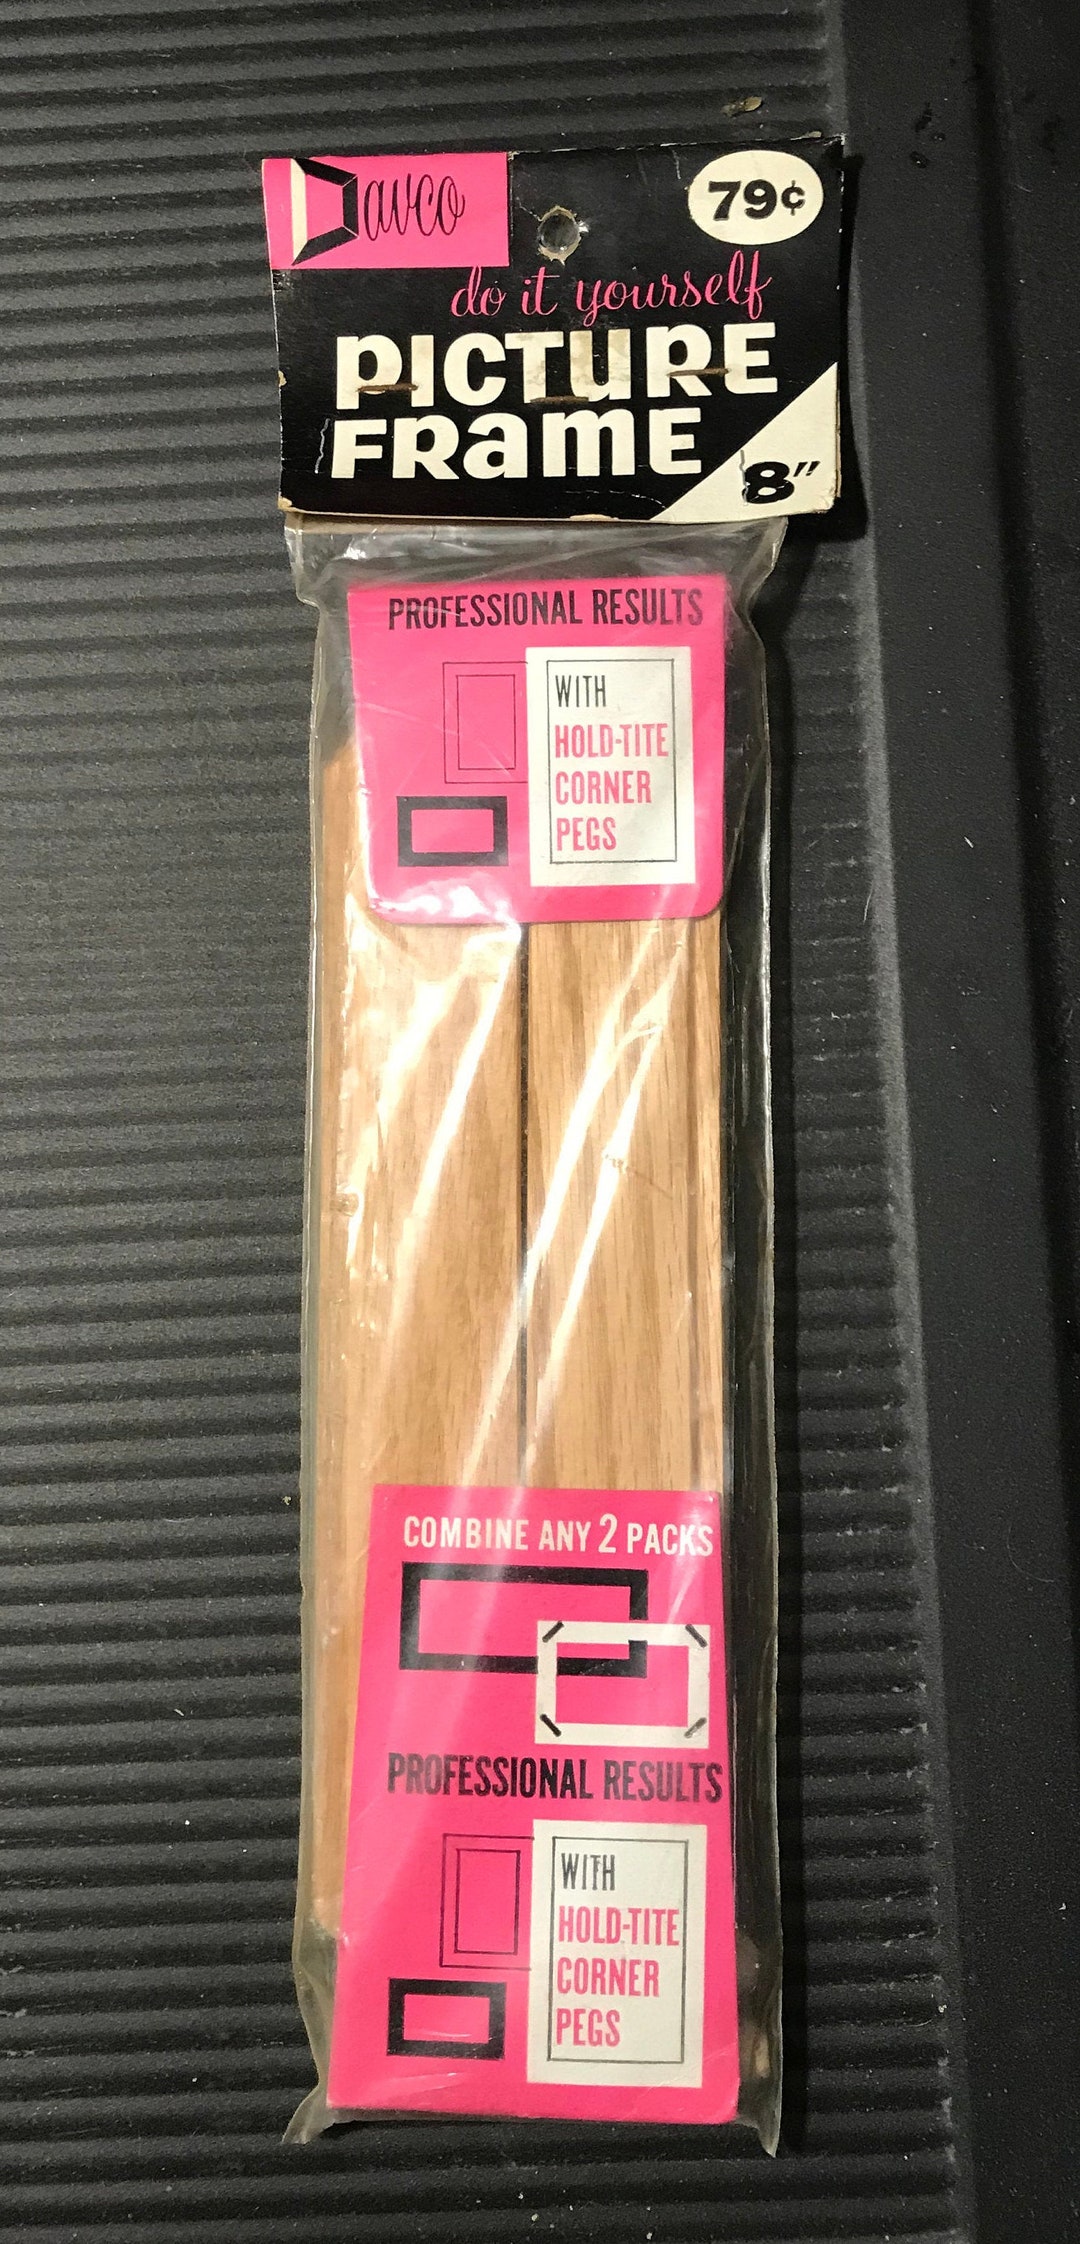 Davco
79¢
do it yourself
PICTURE
FRAME
8"
PROFESSIONAL RESULTS
WITH
HOLD-TITE
CORNER
PEGS
COMBINE ANY 2 PACKS
PROFESSIONAL RESULTS
WITH
HOLD-TITE
CORNER
PEGS